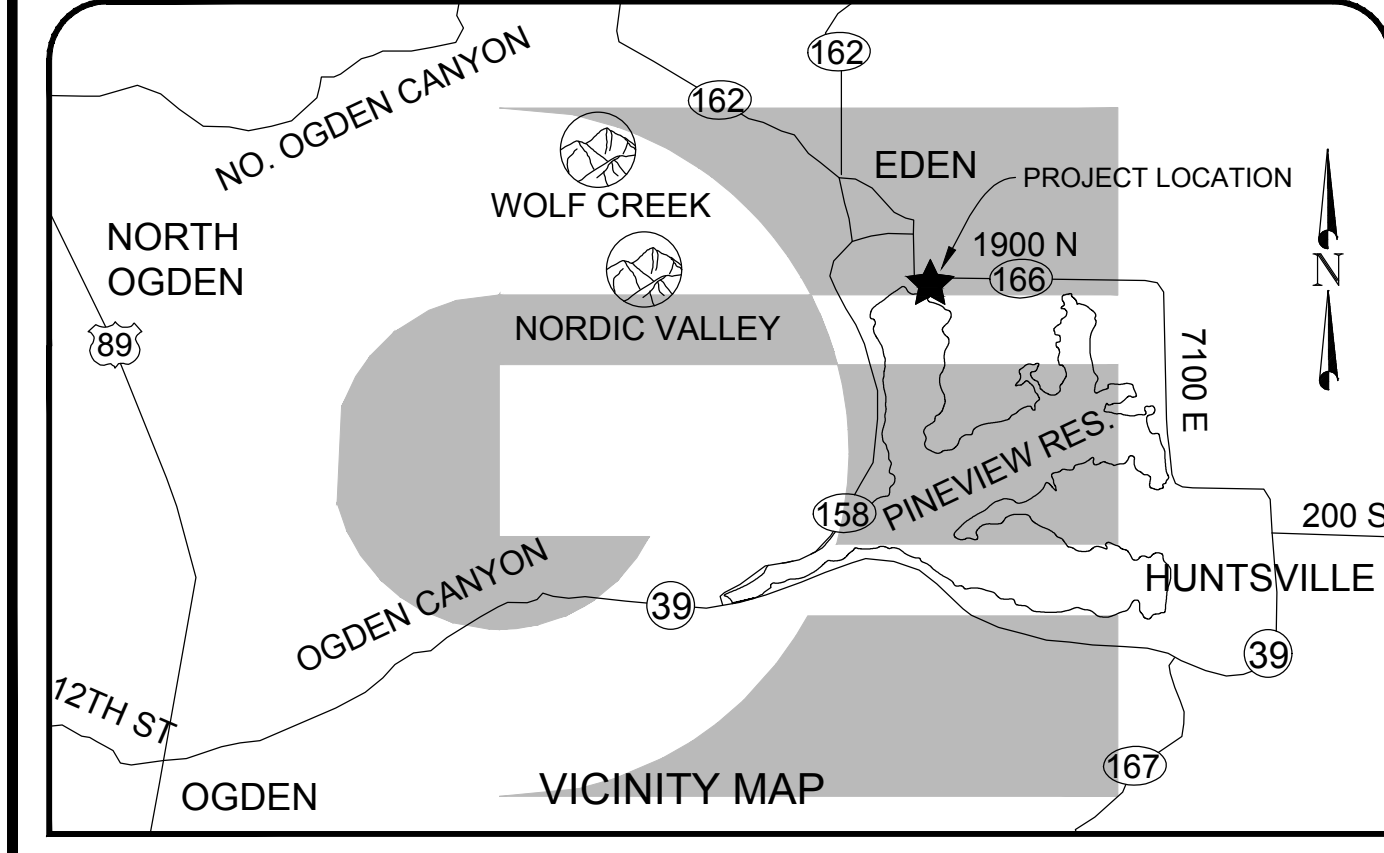 162
162
NO. OGDEN CANYON
EDEN
PROJECT LOCATION
WOLF CREEK
NORTH
OGDEN
1900 N
N
166
NORDIC VALLEY
89
7100 E
PINEVIEW RES.
158
200 S
OGDEN CANYON
HUNTSVILLE
39
39
12TH ST
167
OGDEN
VICINITY MAP